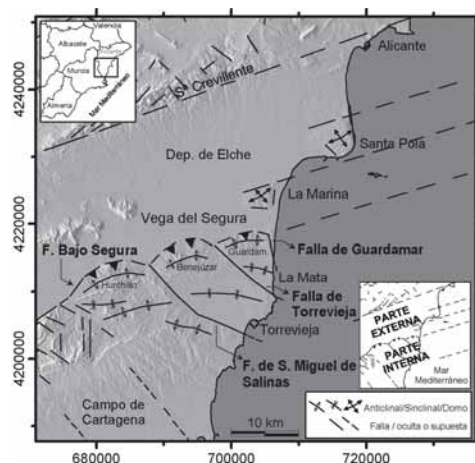 Valencia
Albacete
Alicante
Murcia
Almería
Mar Mediterráneo
Alicante
Sª Crevillente
Santa Pola
Dep. de Elche
La Marina
Vega del Segura
F. Bajo Segura
Guardam.
Falla de Guardamar
Benejúzar
Hurchillo
La Mata
Falla de
Torrevieja
Torrevieja
F. de S. Miguel de
Salinas
Campo de
Cartagena
10 km
PARTE
EXTERNA
PARTE
INTERNA
Mar
Mediterráneo
Anticlinal/Sinclinal/Domo
Falla / oculta o supuesta
4240000
4220000
4200000
680000
700000
720000